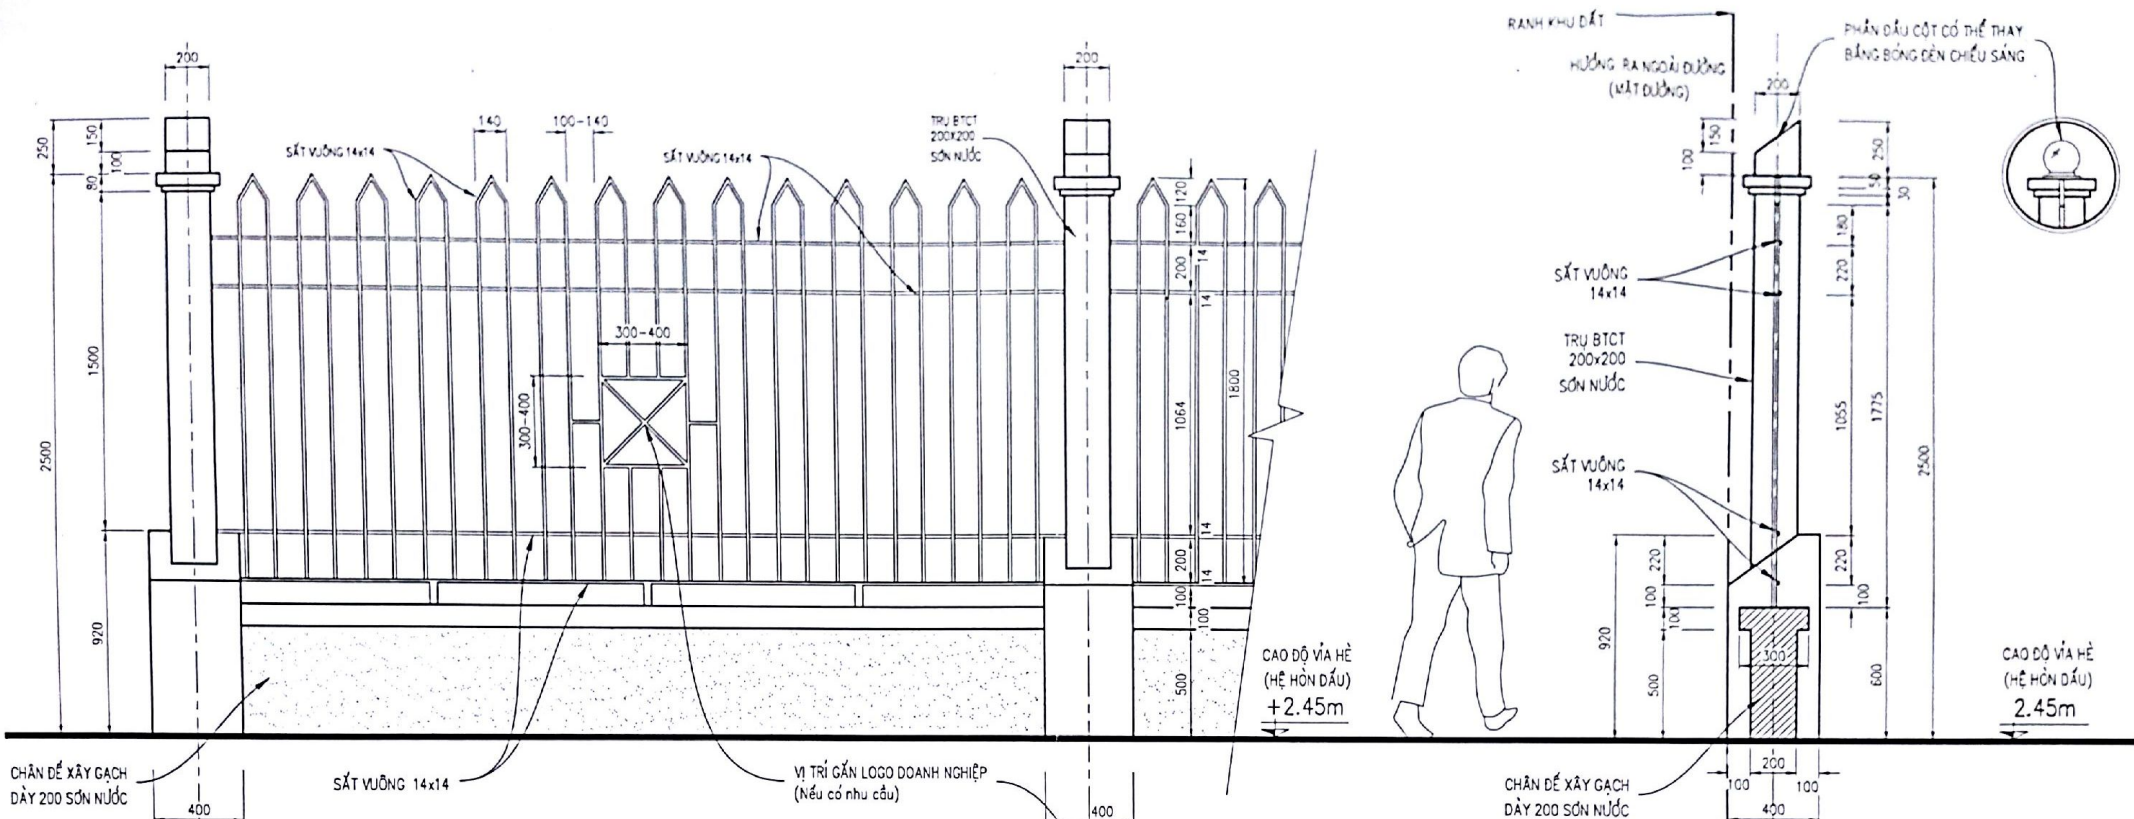 200
250
150
100
80
1500
2500
920
SẮT VUÔNG 14x14
140
100-140
SẮT VUÔNG 14x14
TRỤ BTCT
200X200
SƠN NƯỚC
200
300-400
300-400
120
160
14
200
14
1064
1800
14
200
14
100
100
500
CAO ĐỘ VỈA HÈ
(HỆ HÒN DẤU)
+2.45m
CHÂN ĐẾ XÂY GẠCH
DÀY 200 SƠN NƯỚC
400
SẮT VUÔNG 14x14
VỊ TRÍ GẮN LOGO DOANH NGHIỆP
(Nếu có nhu cầu)
400
RANH KHU ĐẤT
HƯỚNG RA NGOÀI ĐƯỜNG
(MẶT ĐƯỜNG)
PHẦN ĐẦU CỘT CÓ THỂ THAY
BẰNG BÓNG ĐÈN CHIẾU SÁNG
200
150
100
250
50
30
180
220
SẮT VUÔNG
14x14
TRỤ BTCT
200x200
SƠN NƯỚC
1055
1775
2500
SẮT VUÔNG
14x14
220
100
100
920
500
300
220
100
600
CAO ĐỘ VỈA HÈ
(HỆ HÒN DẤU)
2.45m
CHÂN ĐẾ XÂY GẠCH
DÀY 200 SƠN NƯỚC
200
100
100
400